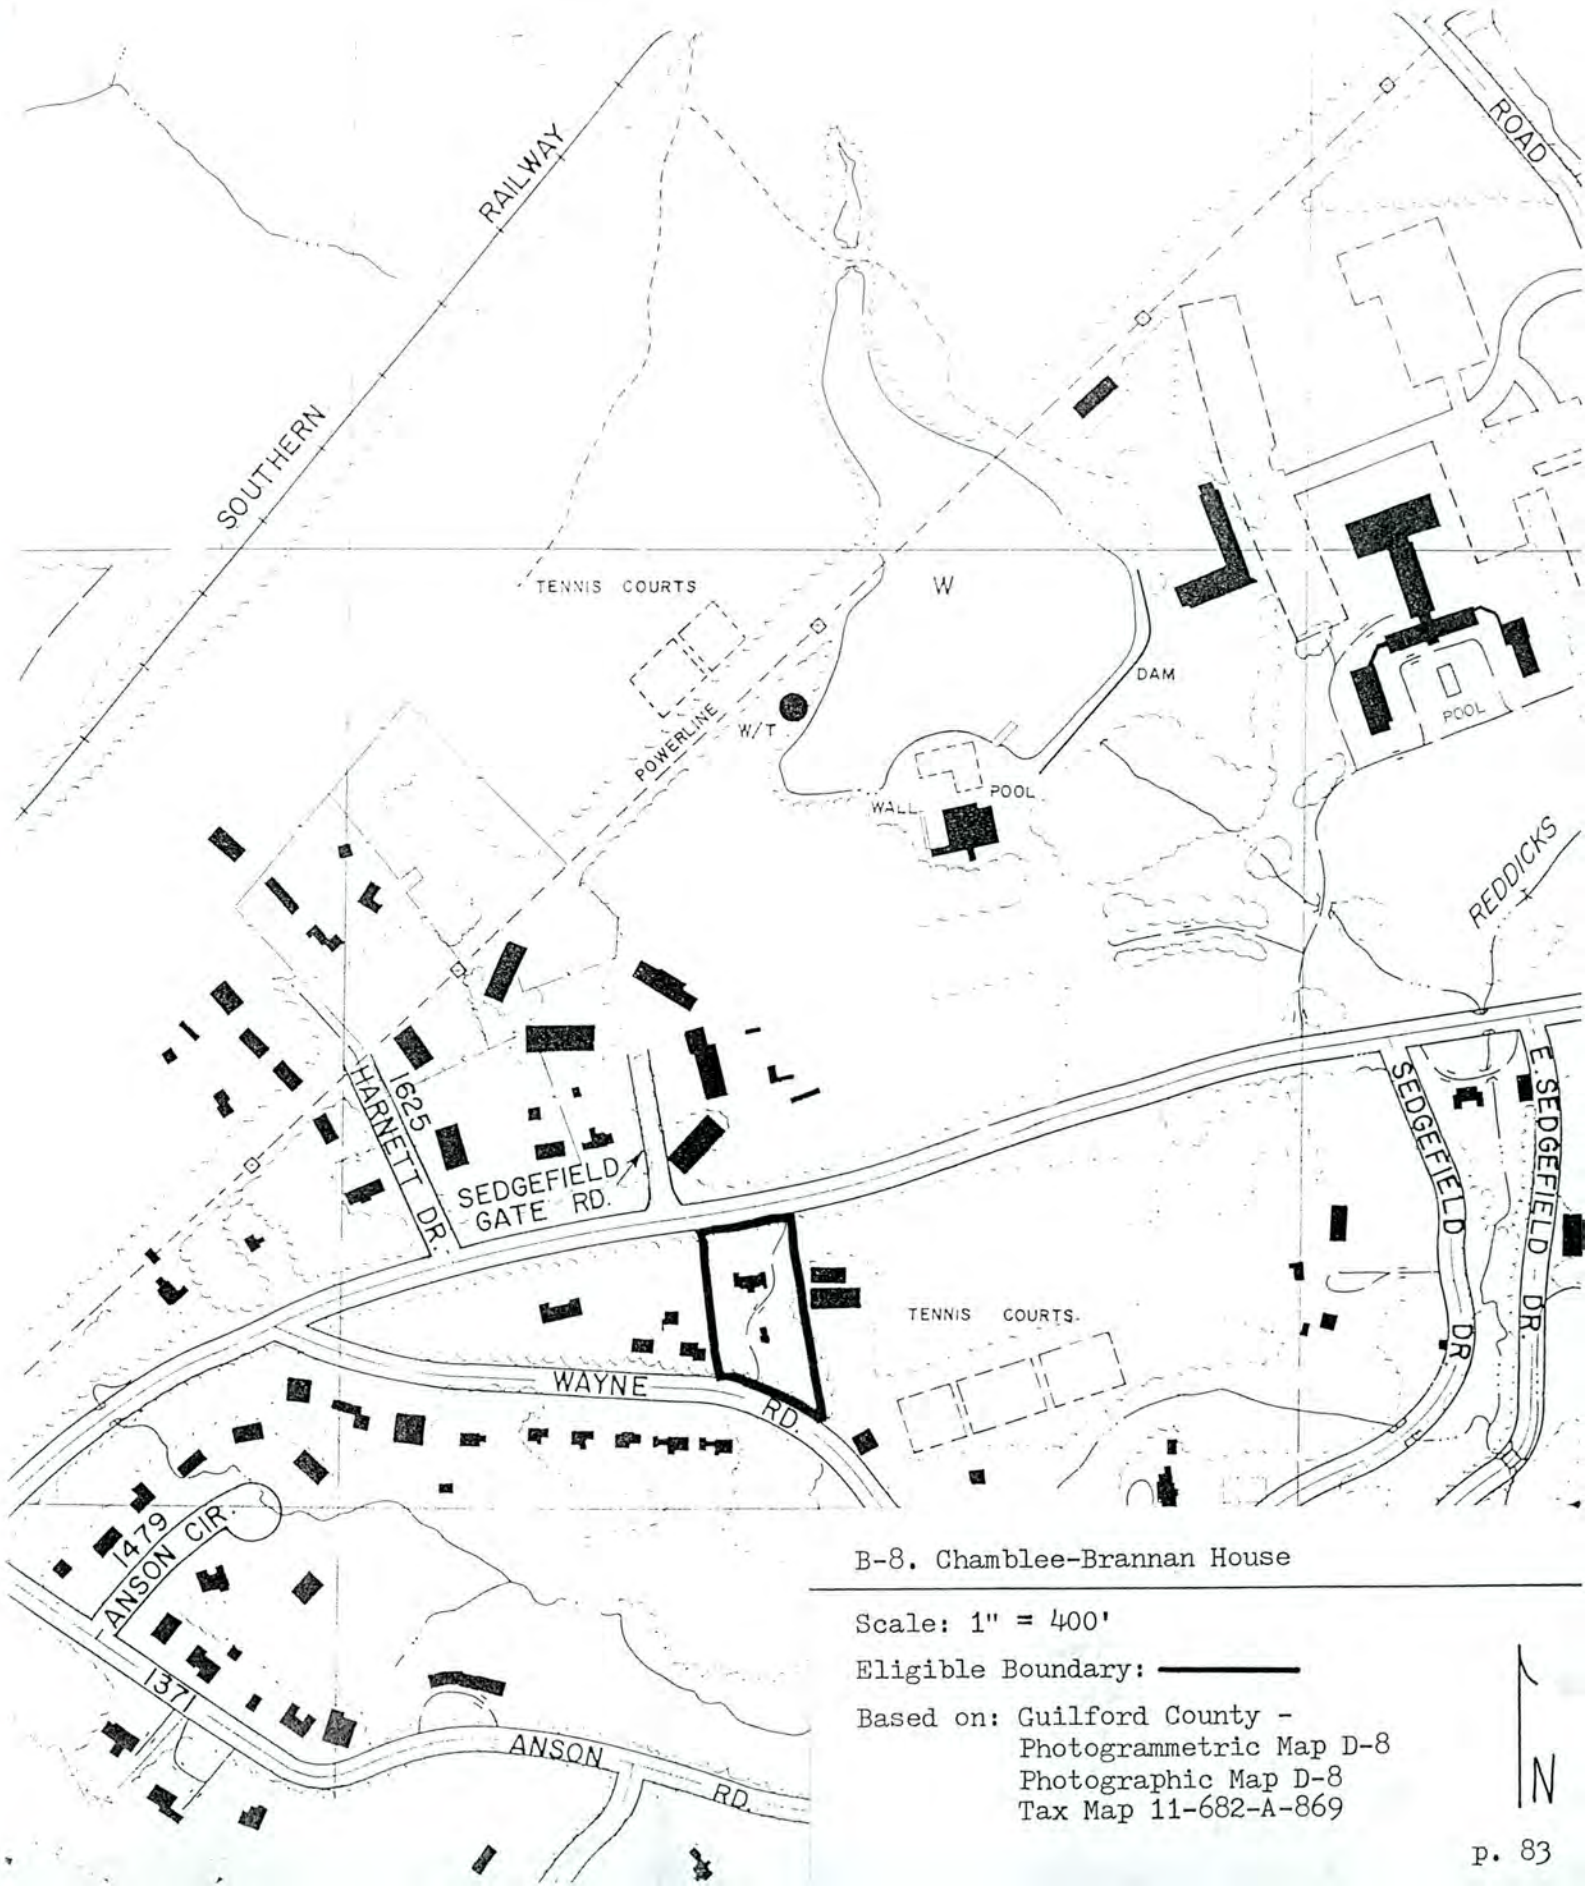 ROAD
SOUTHERN RAILWAY
TENNIS COURTS
W
DAM
POOL
POWERLINE
W/T
WALL
POOL
REDDICKS
HARNETT DR.
1625
SEDGEFIELD
GATE RD.
SEDGEFIELD DR
E. SEDGEFIELD DR.
TENNIS COURTS
WAYNE RD.
1479
ANSON CIR.
1371
ANSON RD.
B-8. Chamblee-Brannan House
Scale: 1" = 400'
Eligible Boundary:
Based on: Guilford County -
Photogrammetric Map D-8
Photographic Map D-8
Tax Map 11-682-A-869
N
p. 83